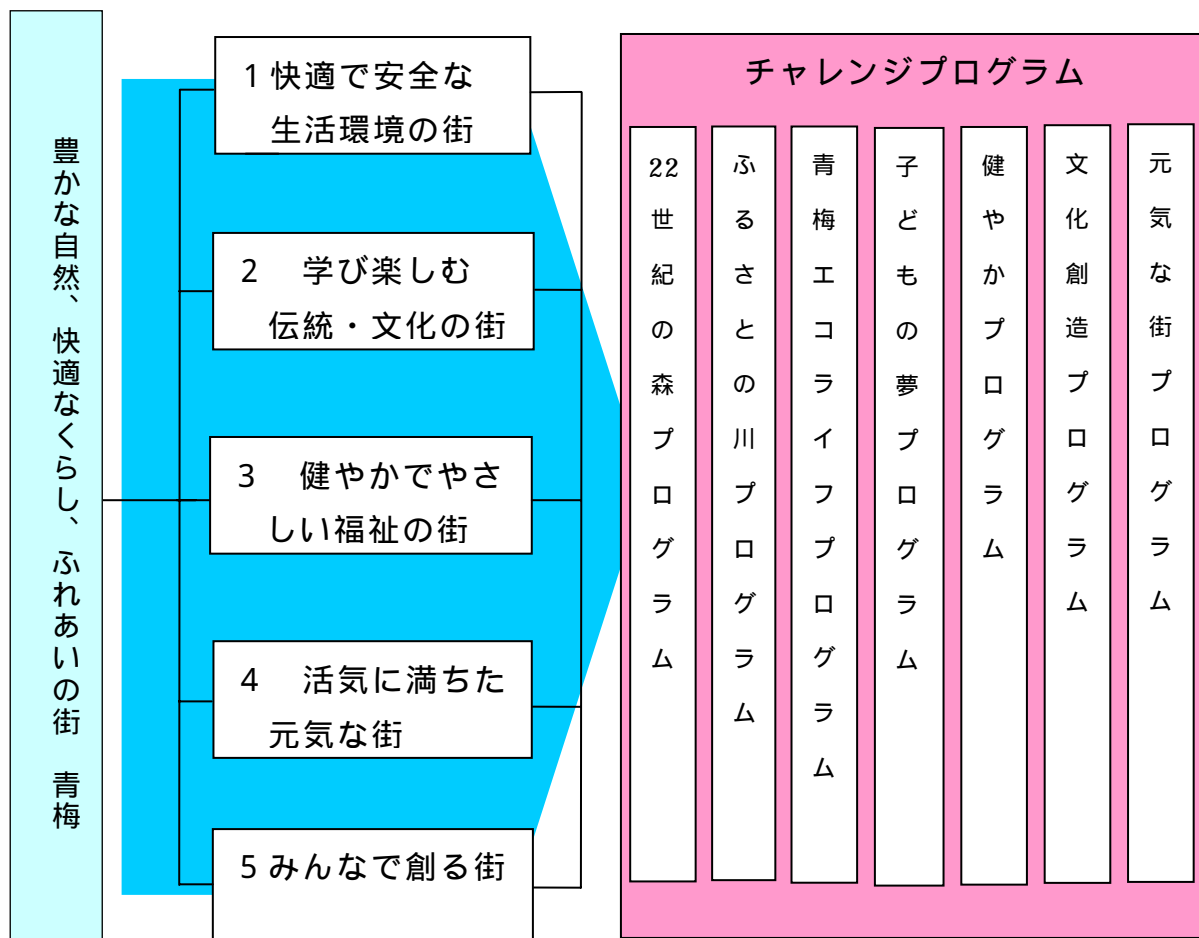 豊かな自然、快適なくらし、ふれあいの街　青梅
1 快適で安全な
生活環境の街
2　学び楽しむ
伝統・文化の街
3　健やかでやさ
しい福祉の街
4　活気に満ちた
元気な街
5 みんなで創る街
チャレンジプログラム
22世紀の森プログラム
ふるさとの川プログラム
青梅エコライフプログラム
子どもの夢プログラム
健やかプログラム
文化創造プログラム
元気な街プログラム